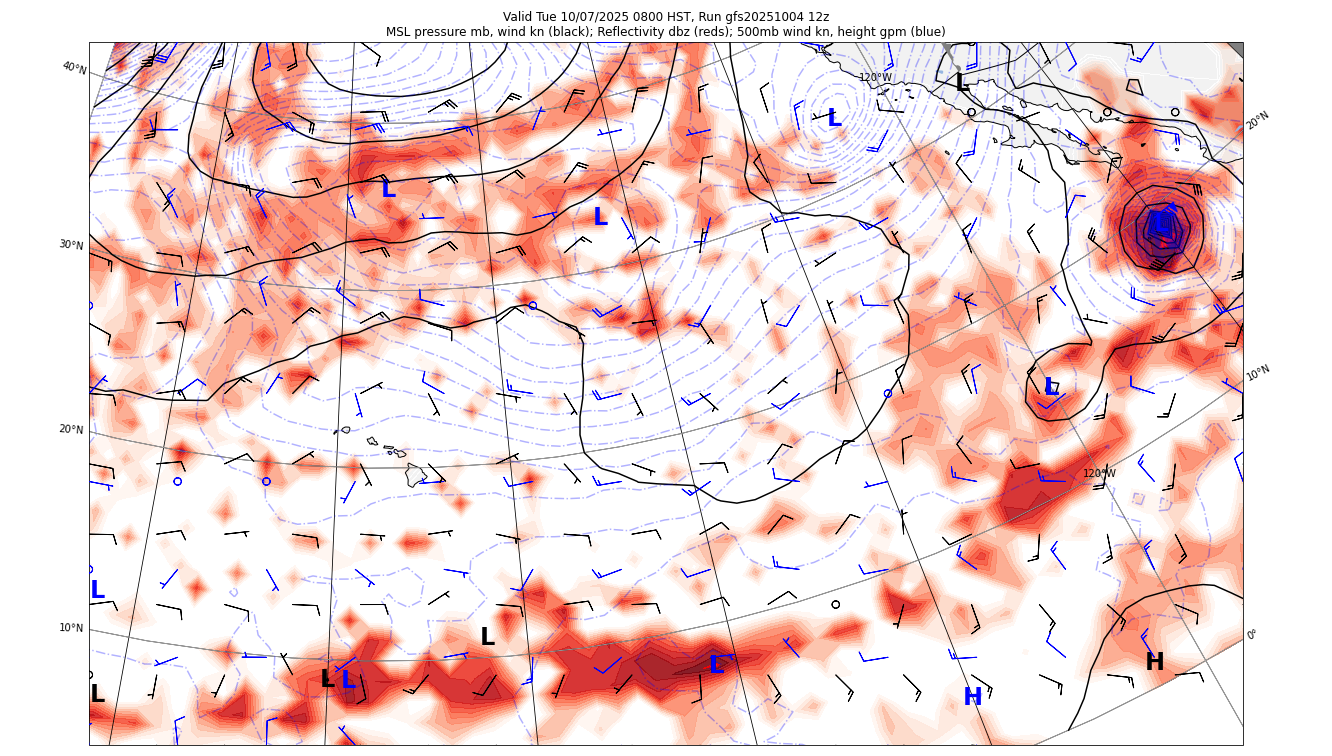 Valid Tue 10/07/2025 0800 HST, Run gfs20251004 12z
MSL pressure mb, wind kn (black); Reflectivity dbz (reds); 500mb wind kn, height gpm (blue)
40°N
120°W
L
L
20°N
L
L
30°N
L
10°N
20°N
120°W
L
10°N
L
0°
L
L
L
L
H
H